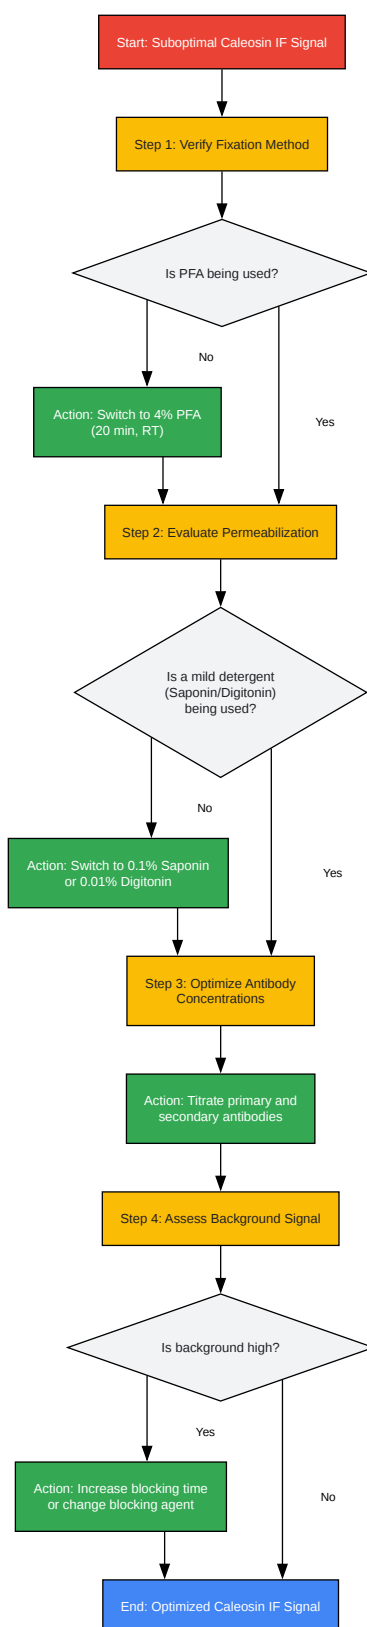 Start: Suboptimal Caleosin IF Signal
Step 1: Verify Fixation Method
Is PFA being used?
No
Action: Switch to 4% PFA
(20 min, RT)
Yes
Step 2: Evaluate Permeabilization
Is a mild detergent
(Saponin/Digitonin)
being used?
No
Action: Switch to 0.1% Saponin
or 0.01% Digitonin
Yes
Step 3: Optimize Antibody
Concentrations
Action: Titrate primary and
secondary antibodies
Step 4: Assess Background Signal
Is background high?
Yes
Action: Increase blocking time
or change blocking agent
No
End: Optimized Caleosin IF Signal